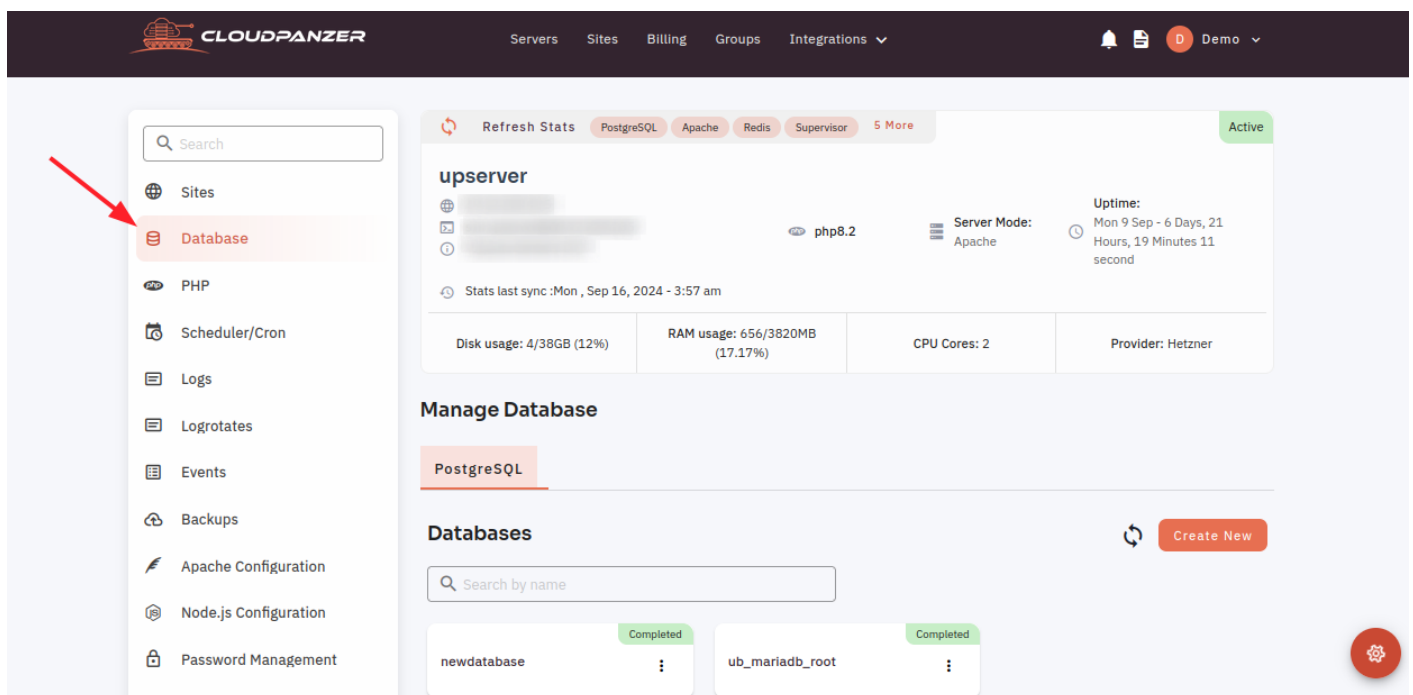 CLOUDPANZER
Servers Sites Billing Groups Integrations
D Demo
Search
Sites
Database
PHP
Scheduler/Cron
Logs
Logrotates
Events
Backups
Apache Configuration
Node.js Configuration
Password Management
Refresh Stats PostgreSQL Apache Redis Supervisor 5 More
Active
upserver
php php8.2
Server Mode:
Apache
Uptime:
Mon 9 Sep - 6 Days, 21
Hours, 19 Minutes 11
second
Stats last sync :Mon , Sep 16, 2024 - 3:57 am
Disk usage: 4/38GB (12%)
RAM usage: 656/3820MB
(17.17%)
CPU Cores: 2
Provider: Hetzner
Manage Database
PostgreSQL
Databases
Create New
Search by name
Completed
newdatabase
Completed
ub_mariadb_root